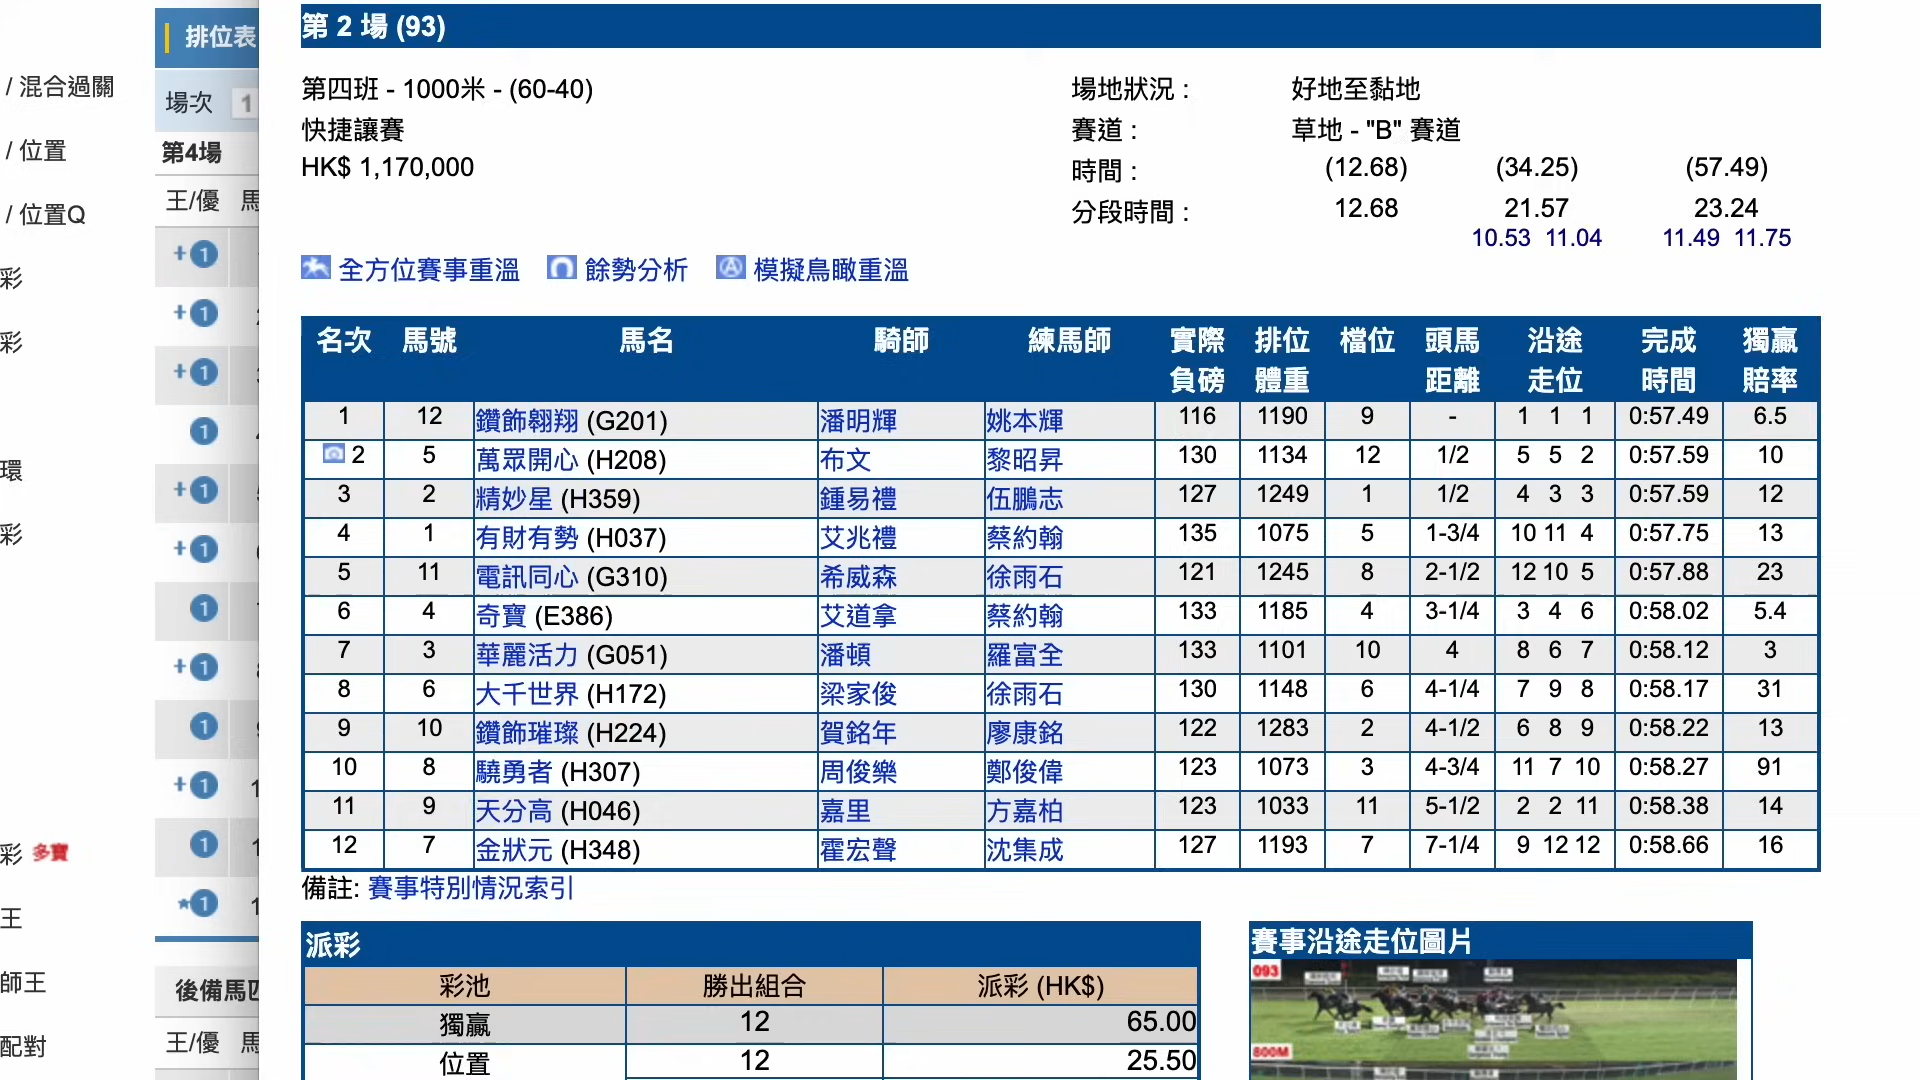 排位表
/ 混合過關
場次 1
/ 位置
第4場
王/優 馬
/ 位置Q
彩
彩
環
彩
彩 多寶
王
師王
配對
後備馬匹
王/優 馬
第 2 場 (93)
第四班 - 1000米 - (60-40) 場地狀況 : 好地至黏地
快捷讓賽 賽道 : 草地 - "B" 賽道
HK$ 1,170,000 時間 : (12.68) (34.25) (57.49)
分段時間 : 12.68 21.57 23.24
10.53 11.04 11.49 11.75
全方位賽事重溫 餘勢分析 模擬鳥瞰重溫
名次 馬號 馬名 騎師 練馬師 實際負磅 排位體重 檔位 頭馬距離 沿途走位 完成時間 獨贏賠率
1 12 鑽飾翱翔 (G201) 潘明輝 姚本輝 116 1190 9 - 1 1 1 0:57.49 6.5
2 5 萬眾開心 (H208) 布文 黎昭昇 130 1134 12 1/2 5 5 2 0:57.59 10
3 2 精妙星 (H359) 鍾易禮 伍鵬志 127 1249 1 1/2 4 3 3 0:57.59 12
4 1 有財有勢 (H037) 艾兆禮 蔡約翰 135 1075 5 1-3/4 10 11 4 0:57.75 13
5 11 電訊同心 (G310) 希威森 徐雨石 121 1245 8 2-1/2 12 10 5 0:57.88 23
6 4 奇寶 (E386) 艾道拿 蔡約翰 133 1185 4 3-1/4 3 4 6 0:58.02 5.4
7 3 華麗活力 (G051) 潘頓 羅富全 133 1101 10 4 8 6 7 0:58.12 3
8 6 大千世界 (H172) 梁家俊 徐雨石 130 1148 6 4-1/4 7 9 8 0:58.17 31
9 10 鑽飾璀璨 (H224) 賀銘年 廖康銘 122 1283 2 4-1/2 6 8 9 0:58.22 13
10 8 驍勇者 (H307) 周俊樂 鄭俊偉 123 1073 3 4-3/4 11 7 10 0:58.27 91
11 9 天分高 (H046) 嘉里 方嘉柏 123 1033 11 5-1/2 2 2 11 0:58.38 14
12 7 金狀元 (H348) 霍宏聲 沈集成 127 1193 7 7-1/4 9 12 12 0:58.66 16
備註: 賽事特別情況索引
派彩
彩池 勝出組合 派彩 (HK$)
獨贏 12 65.00
位置 12 25.50
賽事沿途走位圖片
093
800M